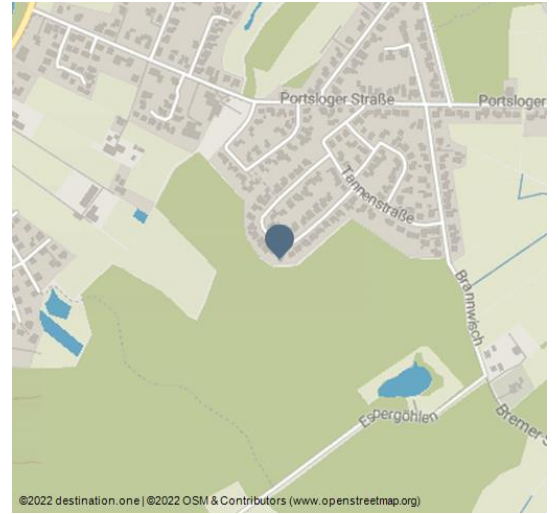 Portsloger Straße
Portsloger
Tannenstraße
Brannwisch
Espergöhlen
Bremer S
©2022 destination.one | ©2022 OSM & Contributors (www.openstreetmap.org)